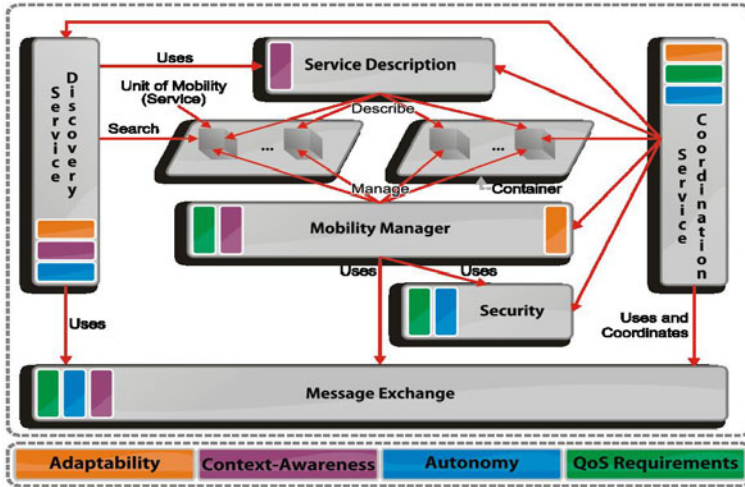 Uses
Service Description
Discovery
Service
Unit of Mobility
(Service)
Describe
Search
...
...
Manage
Container
Coordination
Service
Mobility Manager
Uses
Uses
Security
Uses
Uses and
Coordinates
Message Exchange
Adaptability
Context-Awareness
Autonomy
QoS Requirements